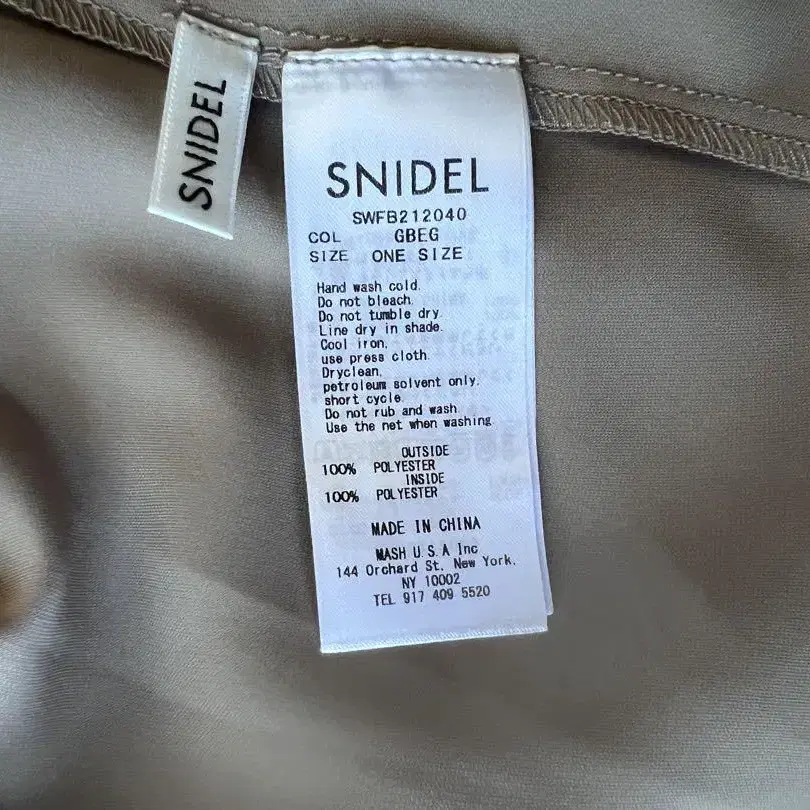 SNIDEL
SNIDEL
SWFB212040
COL GBEG
SIZE ONE SIZE
Hand wash cold.
Do not bleach.
Do not tumble dry.
Line dry in shade.
Cool iron,
use press cloth.
Dryclean,
petroleum solvent only.
short cycle.
Do not rub and wash.
Use the net when washing
OUTSIDE
100% POLYESTER
INSIDE
100% POLYESTER
MADE IN CHINA
MASH U.S.A Inc
144 Orchard St. New York,
NY 10002
TEL 917 409 5520